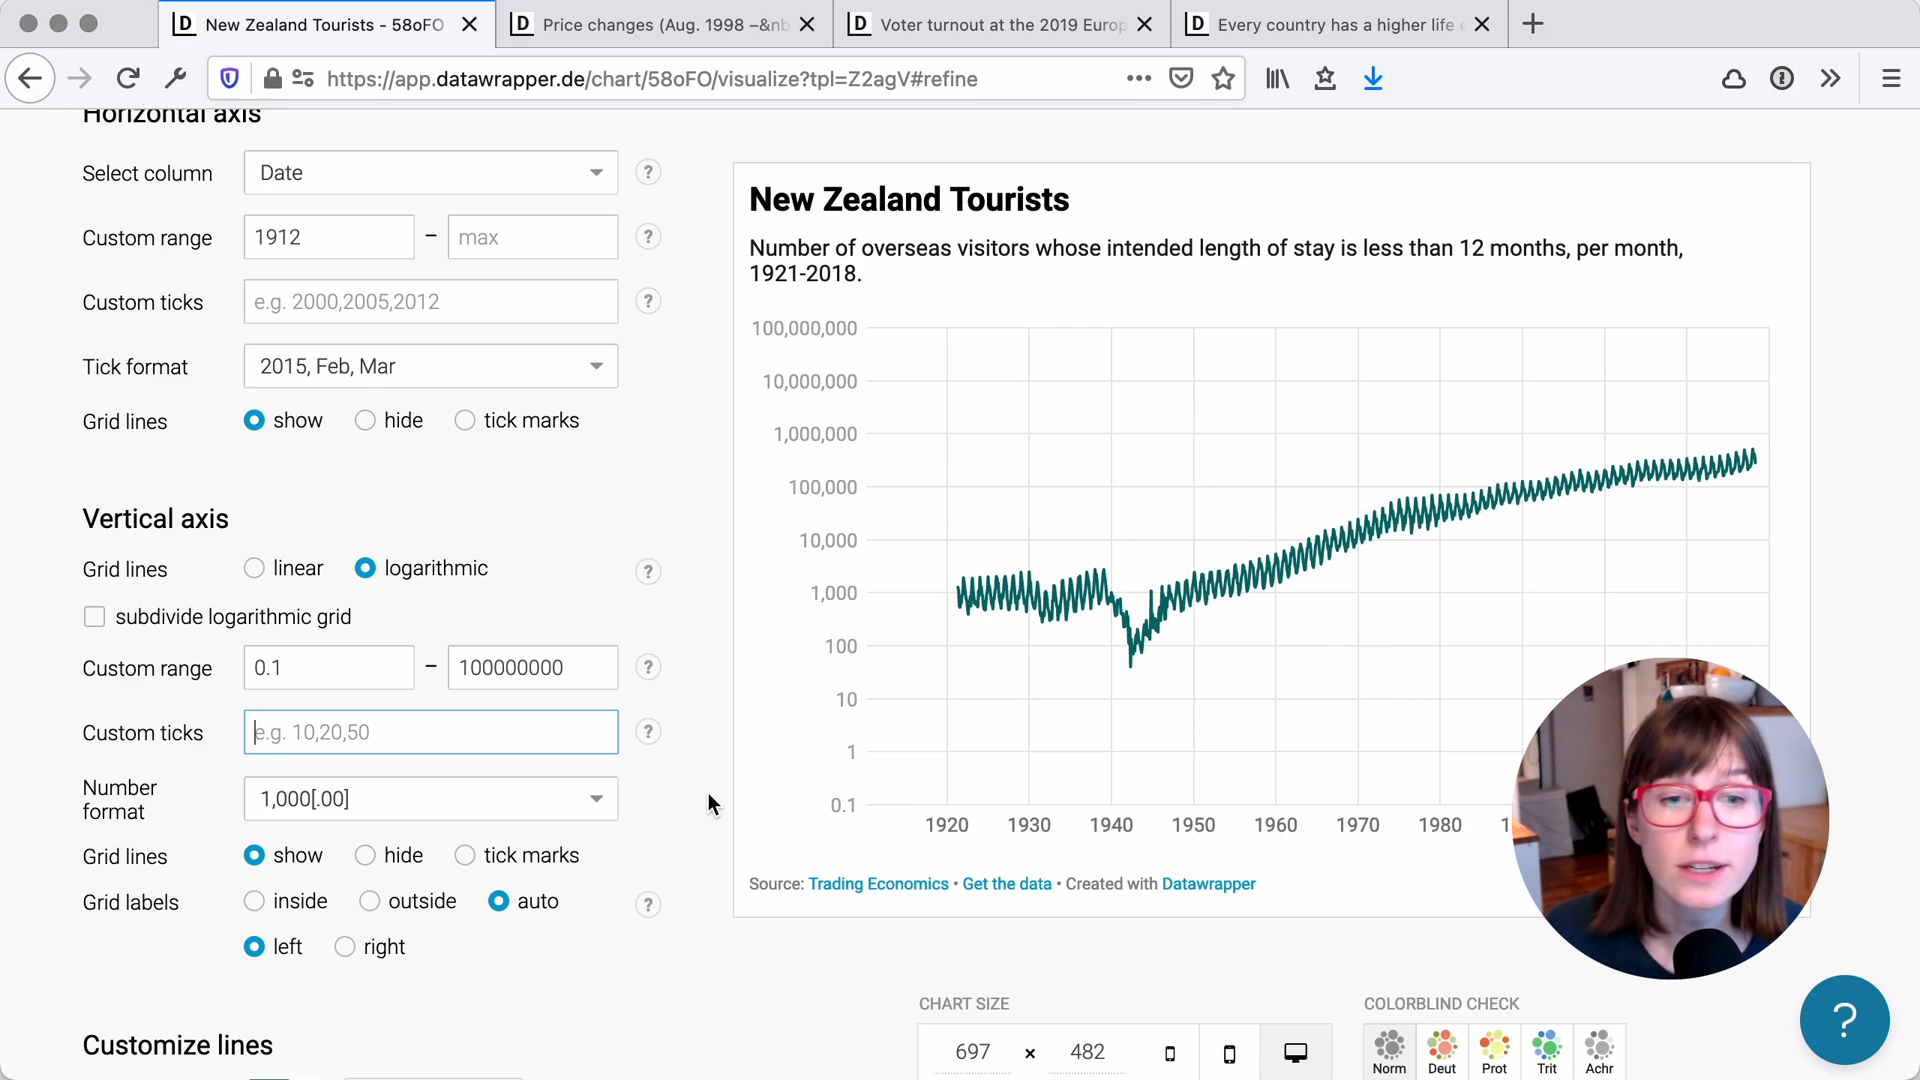 D New Zealand Tourists - 58oFO
D Price changes (Aug. 1998 –&nb
D Voter turnout at the 2019 Europ
D Every country has a higher life e
https://app.datawrapper.de/chart/58oFO/visualize?tpl=Z2agV#refine
Horizontal axis
Select column
Date
?
Custom range
1912
–
max
?
Custom ticks
e.g. 2000,2005,2012
?
Tick format
2015, Feb, Mar
Grid lines
show
hide
tick marks
Vertical axis
Grid lines
linear
logarithmic
?
subdivide logarithmic grid
Custom range
0.1
–
100000000
?
Custom ticks
e.g. 10,20,50
?
Number
format
1,000[.00]
Grid lines
show
hide
tick marks
Grid labels
inside
outside
auto
?
left
right
Customize lines
New Zealand Tourists
Number of overseas visitors whose intended length of stay is less than 12 months, per month,
1921-2018.
100,000,000
10,000,000
1,000,000
100,000
10,000
1,000
100
10
1
0.1
1920
1930
1940
1950
1960
1970
1980
1
Source: Trading Economics • Get the data • Created with Datawrapper
CHART SIZE
697 × 482
COLORBLIND CHECK
Norm
Deut
Prot
Trit
Achr
?